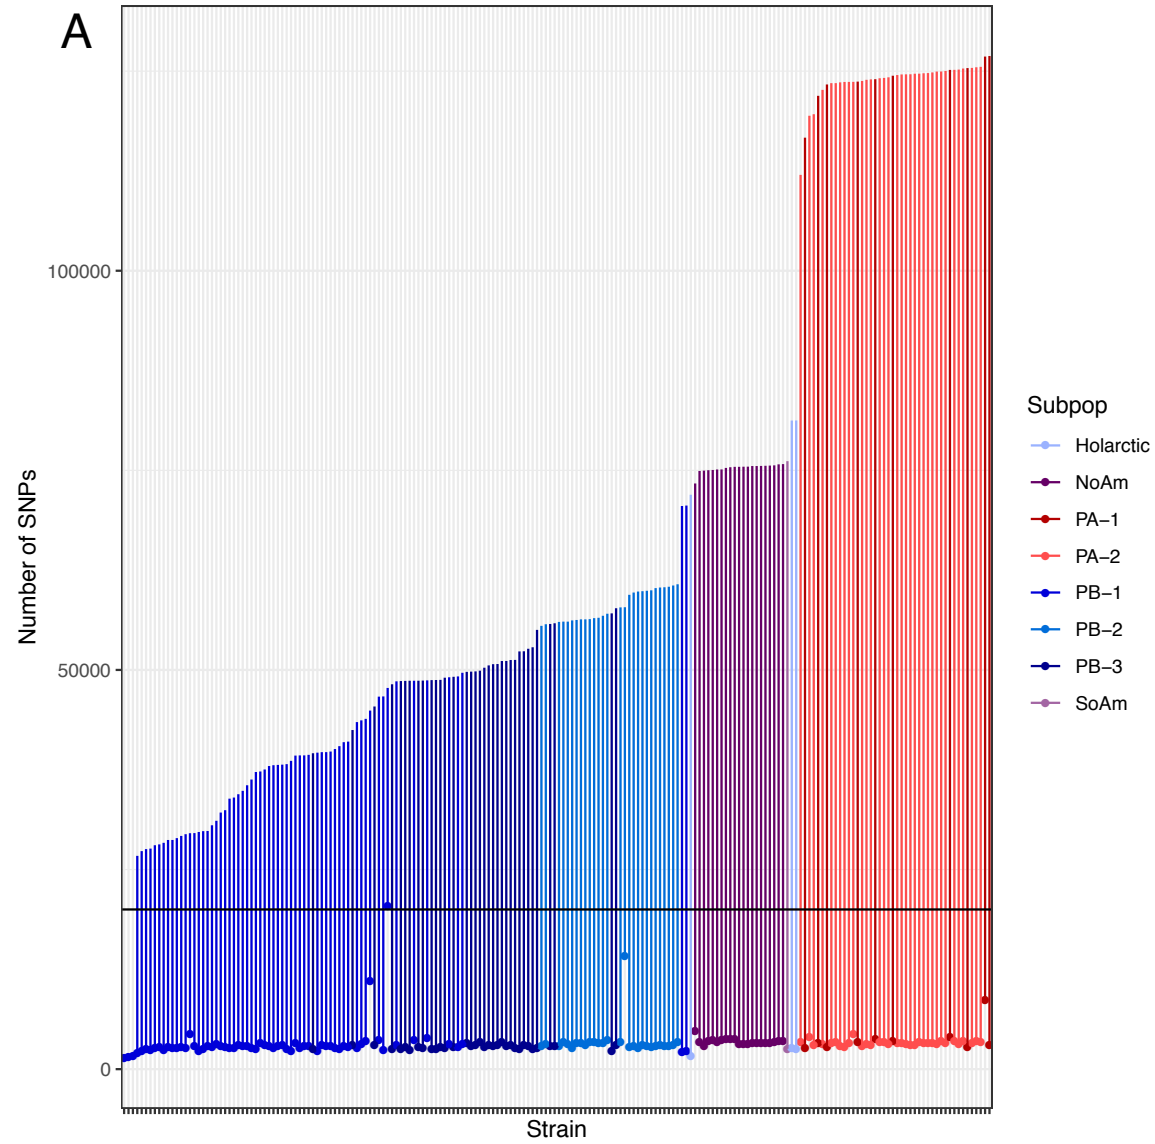 A
Number of SNPs
100000
50000
0
Strain
Subpop
Holarctic
NoAm
PA−1
PA−2
PB−1
PB−2
PB−3
SoAm